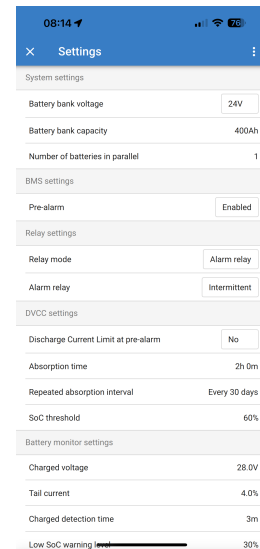 08:14
76
Settings
System settings
Battery bank voltage 24V
Battery bank capacity 400Ah
Number of batteries in parallel 1
BMS settings
Pre-alarm Enabled
Relay settings
Relay mode Alarm relay
Alarm relay Intermittent
DVCC settings
Discharge Current Limit at pre-alarm No
Absorption time 2h 0m
Repeated absorption interval Every 30 days
SoC threshold 60%
Battery monitor settings
Charged voltage 28.0V
Tail current 4.0%
Charged detection time 3m
Low SoC warning level 30%